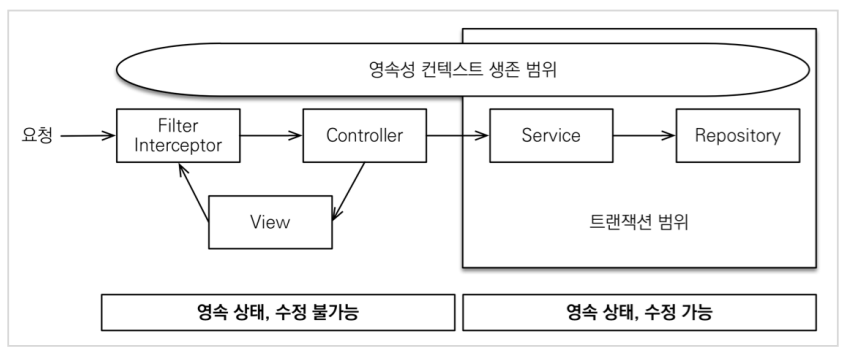 영속성 컨텍스트 생존 범위
요청
Filter
Interceptor
Controller
Service
Repository
View
트랜잭션 범위
영속 상태, 수정 불가능
영속 상태, 수정 가능